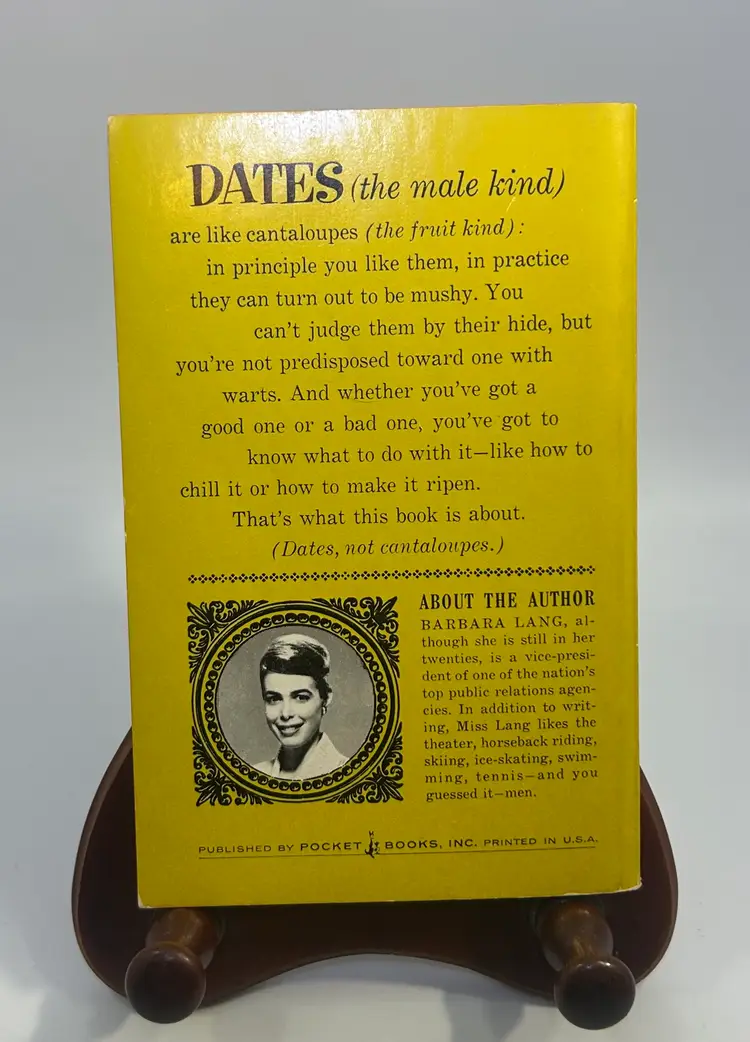 DATES (the male kind)
are like cantaloupes (the fruit kind):
in principle you like them, in practice
they can turn out to be mushy. You
can't judge them by their hide, but
you're not predisposed toward one with
warts. And whether you've got a
good one or a bad one, you've got to
know what to do with it—like how to
chill it or how to make it ripen.
That's what this book is about.
(Dates, not cantaloupes.)
ABOUT THE AUTHOR
BARBARA LANG, al-
though she is still in her
twenties, is a vice-presi-
dent of one of the nation's
top public relations agen-
cies. In addition to writ-
ing, Miss Lang likes the
theater, horseback riding,
skiing, ice-skating, swim-
ming, tennis—and you
guessed it—men.
PUBLISHED BY POCKET BOOKS, INC. PRINTED IN U.S.A.